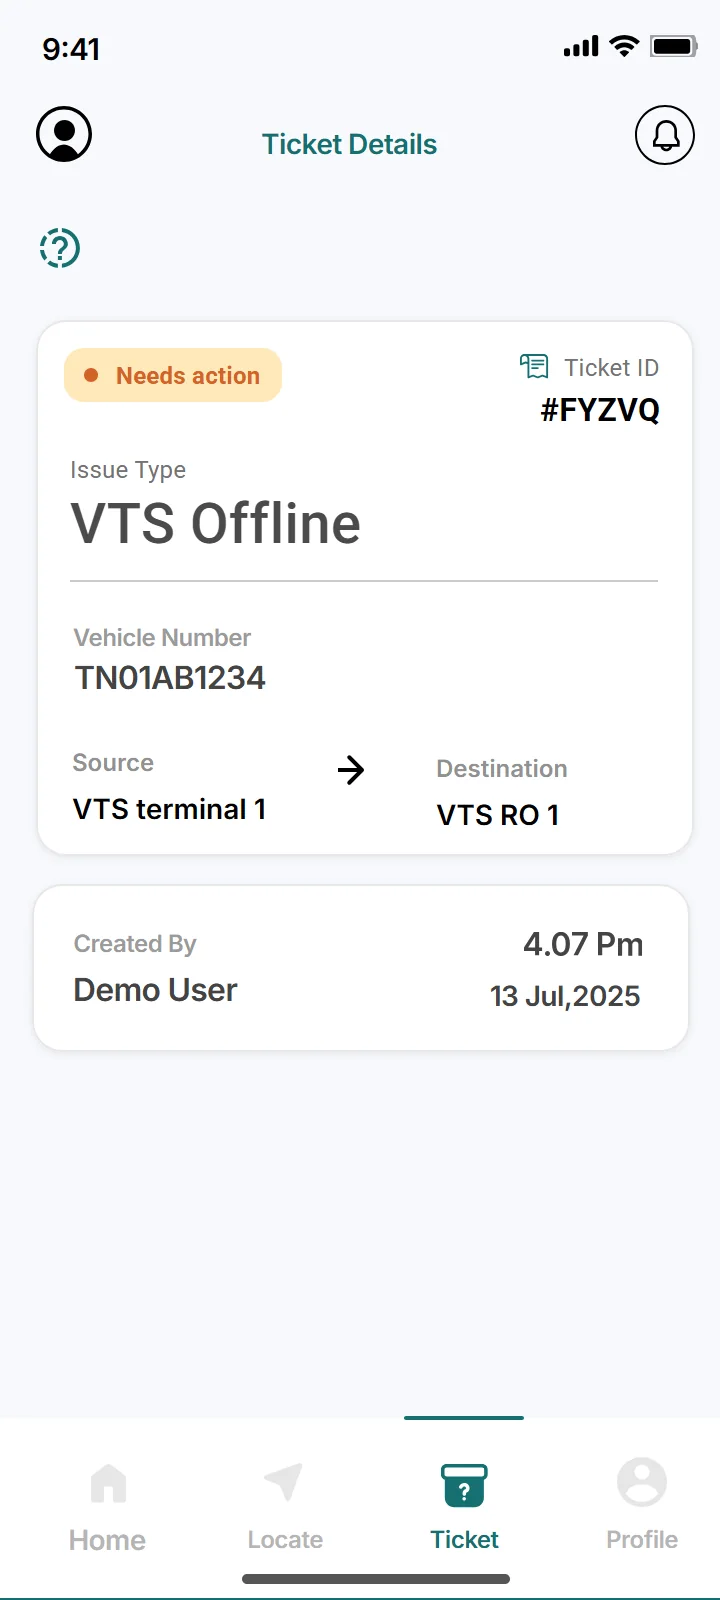 9:41
Ticket Details
Needs action
Ticket ID
#FYZVQ
Issue Type
VTS Offline
Vehicle Number
TN01AB1234
Source
VTS terminal 1
Destination
VTS RO 1
Created By
Demo User
4.07 Pm
13 Jul,2025
Home
Locate
Ticket
Profile